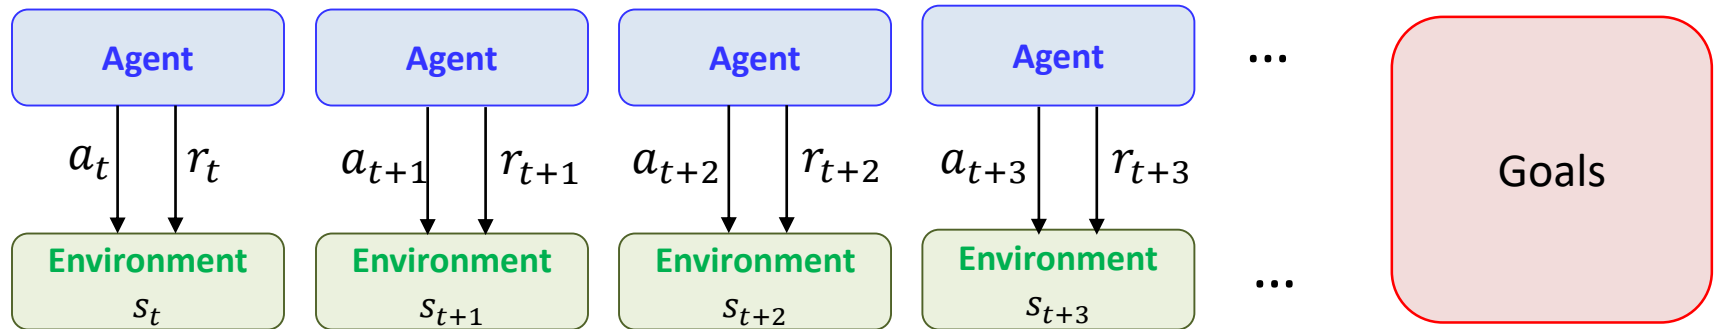 Agent Agent Agent Agent ...
a_t r_t a_{t+1} r_{t+1} a_{t+2} r_{t+2} a_{t+3} r_{t+3}
Goals
Environment Environment Environment Environment ...
s_t s_{t+1} s_{t+2} s_{t+3}